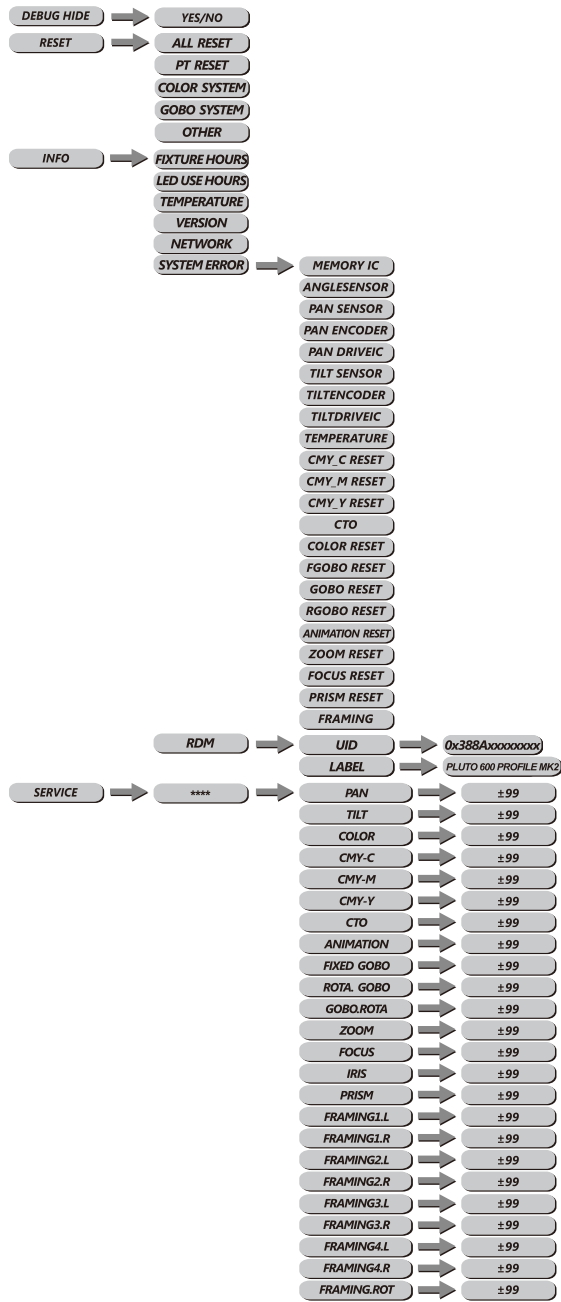 DEBUG HIDE YES/NO
RESET ALL RESET
PT RESET
COLOR SYSTEM
GOBO SYSTEM
OTHER
INFO FIXTURE HOURS
LED USE HOURS
TEMPERATURE
VERSION
NETWORK
SYSTEM ERROR MEMORY IC
ANGLESENSOR
PAN SENSOR
PAN ENCODER
PAN DRIVEIC
TILT SENSOR
TILTENCODER
TILTDRIVEIC
TEMPERATURE
CMY_C RESET
CMY_M RESET
CMY_Y RESET
CTO
COLOR RESET
FGOBO RESET
GOBO RESET
RGOBO RESET
ANIMATION RESET
ZOOM RESET
FOCUS RESET
PRISM RESET
FRAMING
RDM UID 0x388Axxxxxxxx
LABEL PLUTO 600 PROFILE MK2
SERVICE **** PAN ±99
TILT ±99
COLOR ±99
CMY-C ±99
CMY-M ±99
CMY-Y ±99
CTO ±99
ANIMATION ±99
FIXED GOBO ±99
ROTA. GOBO ±99
GOBO.ROTA ±99
ZOOM ±99
FOCUS ±99
IRIS ±99
PRISM ±99
FRAMING1.L ±99
FRAMING1.R ±99
FRAMING2.L ±99
FRAMING2.R ±99
FRAMING3.L ±99
FRAMING3.R ±99
FRAMING4.L ±99
FRAMING4.R ±99
FRAMING.ROT ±99